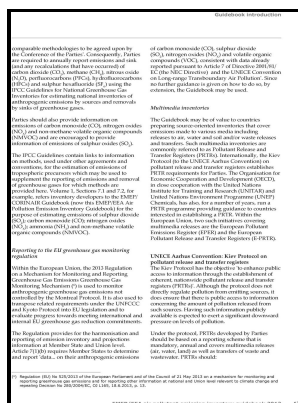 Guidebook introduction
comparable methodologies to be agreed upon by
the Conference of the Parties'. Consequently, Parties
are required to annually report emissions and sink
(and any recalculations that have occurred) of
carbon dioxide (CO₂), methane (CH₄), nitrous oxide
(N₂O), perfluorocarbons (PFCs), hydrofluorocarbons
(HFCs) and sulphur hexafluoride (SF₆) using the
IPCC Guidelines for National Greenhouse Gas
Inventories for estimating national inventories of
anthropogenic emissions by sources and removals
by sinks of greenhouse gases.
Parties should also provide information on
emissions of carbon monoxide (CO), nitrogen oxides
(NOₓ) and non-methane volatile organic compounds
(NMVOC) and are encouraged to provide
information of emissions of sulphur oxides (SOₓ).
The IPCC Guidelines contain links to information
on methods, used under other agreements and
conventions, for the estimation of emissions of
tropospheric precursors which may be used to
supplement the reporting of emissions and removals
of greenhouse gases for which methods are
provided here. Volume 1, Sections 7.1 and 7.2, for
example, refers inventory developers to the EMEP/
CORINAIR Guidebook (now this EMEP/EEA Air
Pollution Emission Inventory Guidebook) for the
purpose of estimating emissions of sulphur dioxide
(SO₂); carbon monoxide (CO); nitrogen oxides
(NOₓ); ammonia (NH₃) and non-methane volatile
organic compounds (NMVOC).
Reporting to the EU greenhouse gas monitoring
regulation
Within the European Union, the 2013 Regulation
on a Mechanism for Monitoring and Reporting
Greenhouse Gas Emissions Greenhouse Gas
Monitoring Mechanism (²) is used to monitor
anthropogenic greenhouse gas emissions not
controlled by the Montreal Protocol. It is also used to
transpose related requirements under the UNFCCC
and Kyoto Protocol into EU legislation and to
evaluate progress towards meeting international and
internal EU greenhouse gas reduction commitments.
The Regulation provides for the harmonisation and
reporting of emission inventory and projections
information at Member State and Union level.
Article 7(1)(b) requires Member States to determine
and report 'data... on their anthropogenic emissions
of carbon monoxide (CO), sulphur dioxide
(SO₂), nitrogen oxides (NOₓ) and volatile organic
compounds (VOC), consistent with data already
reported pursuant to Article 7 of Directive 2001/81/
EC (the NEC Directive) and the UNECE Convention
on Long-range Transboundary Air Pollution'. Since
no further guidance is given on how to do so, by
extension, the Guidebook may be used.
Multimedia inventories
The Guidebook may be of value to countries
preparing source-oriented inventories that cover
emissions made to various media including
releases to air, water and soil and/or waste releases
and transfers. Such multimedia inventories are
commonly referred to as Pollutant Release and
Transfer Registers (PRTRs). Internationally, the Kiev
Protocol (to the UNECE Aarhus Convention) on
pollutant release and transfer registers establishes
PRTR requirements for Parties. The Organisation for
Economic Corporation and Development (OECD),
in close cooperation with the United Nations
Institute for Training and Research (UNITAR) and
United Nations Environment Programme (UNEP)
Chemicals, has also, for a number of years, run a
PRTR programme providing guidance to countries
interested in establishing a PRTR. Within the
European Union, two such initiatives covering
multimedia releases are the European Pollutant
Emissions Register (EPER) and the European
Pollutant Release and Transfer Registers (E-PRTR).
UNECE Aarhus Convention: Kiev Protocol on
pollutant release and transfer registers
The Kiev Protocol has the objective 'to enhance public
access to information through the establishment of
coherent, nationwide pollutant release and transfer
registers (PRTRs)'. Although the protocol does not
directly regulate pollution from emitting sources, it
does ensure that there is public access to information
concerning the amount of pollution released from
such sources. Having such information publicly
available is expected to exert a significant downward
pressure on levels of pollution.
Under the protocol, PRTRs developed by Parties
should be based on a reporting scheme that is
mandatory, annual and covers multimedia releases
(air, water, land) as well as transfers of waste and
wastewater. PRTRs should:
(²) Regulation (EU) No 525/2013 of the European Parliament and of the Council of 21 May 2013 on a mechanism for monitoring and
reporting greenhouse gas emissions and for reporting other information at national and Union level relevant to climate change and
repealing Decision No 280/2004/EC, OJ L165, 18.6.2013, p. 13.